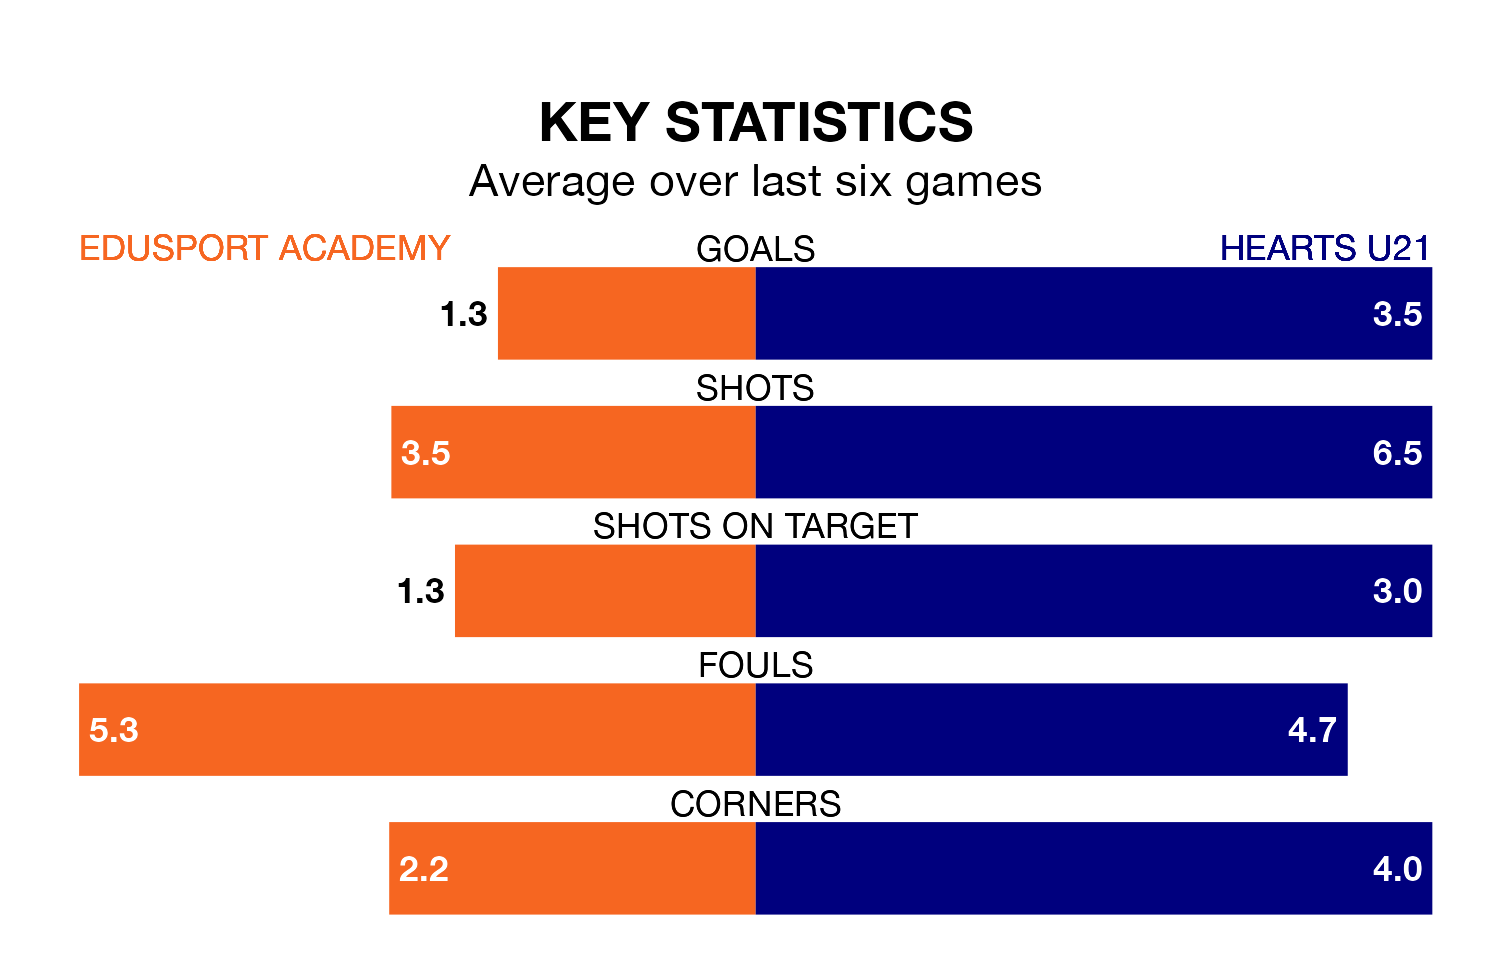 KEY STATISTICS
Average over last six games
EDUSPORT ACADEMY
GOALS
HEARTS U21
1.3
3.5
SHOTS
3.5
6.5
SHOTS ON TARGET
1.3
3.0
FOULS
5.3
4.7
CORNERS
2.2
4.0